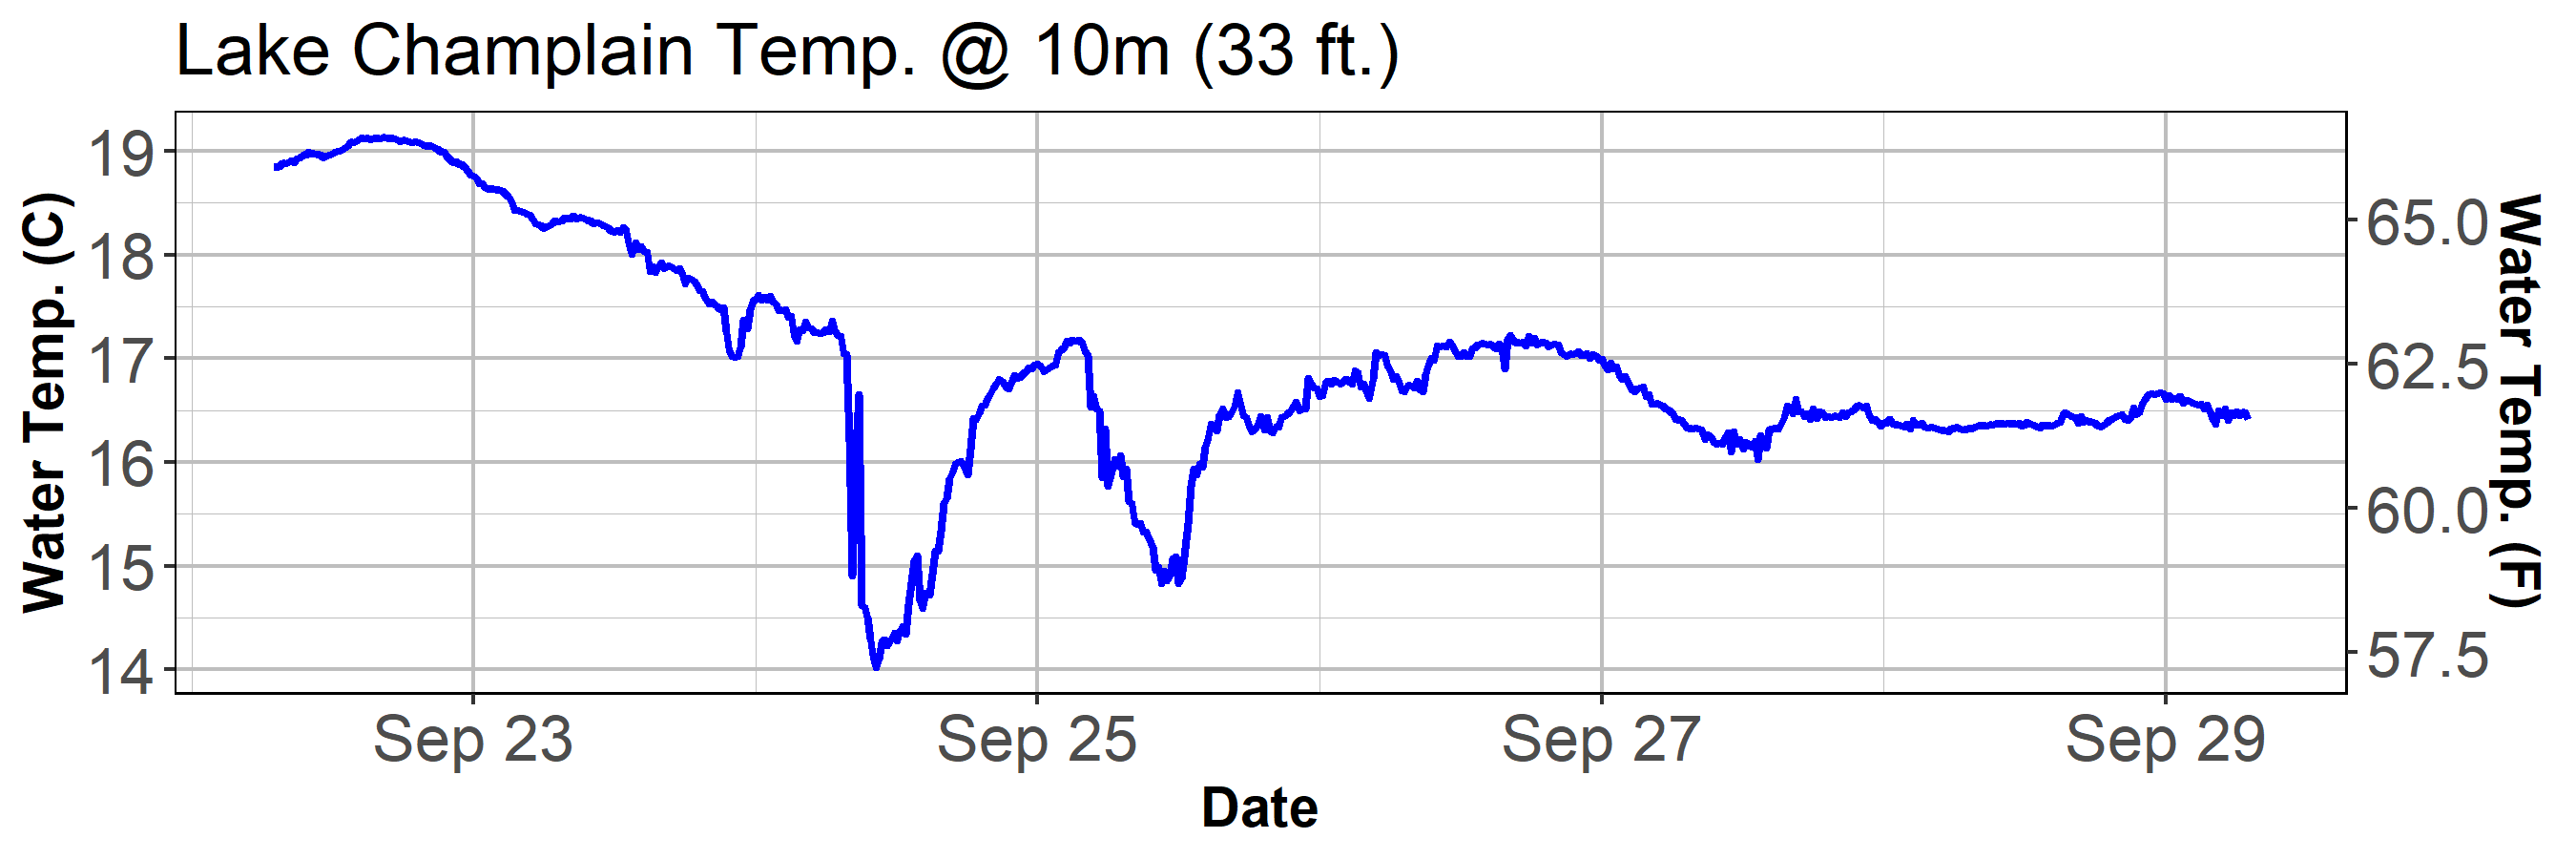 Lake Champlain Temp. @ 10m (33 ft.)
Water Temp. (C)
19
18
17
16
15
14
65.0
62.5
60.0
57.5
Water Temp. (F)
Sep 23 Sep 25 Sep 27 Sep 29
Date